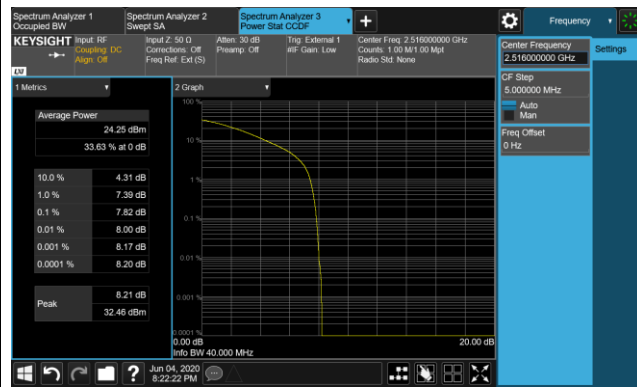 Spectrum Analyzer 1
Occupied BW
Spectrum Analyzer 2
Swept SA
Spectrum Analyzer 3
Power Stat CCDF
Frequency
KEYSIGHT
Input: RF
Coupling: DC
Align: Off
Input Z: 50 Ω
Corrections: Off
Freq Ref: Ext (S)
Atten: 30 dB
Preamp: Off
Trig: External 1
#IF Gain: Low
Center Freq: 2.516000000 GHz
Counts: 1.00 M/1.00 Mpt
Radio Std: None
LXI
Center Frequency
2.516000000 GHz
Settings
CF Step
5.000000 MHz
Auto
Man
Freq Offset
0 Hz
1 Metrics
Average Power
24.25 dBm
33.63 % at 0 dB
10.0 % 4.31 dB
1.0 % 7.39 dB
0.1 % 7.82 dB
0.01 % 8.00 dB
0.001 % 8.17 dB
0.0001 % 8.20 dB
Peak
8.21 dB
32.46 dBm
2 Graph
100 %
10 %
1 %
0.1 %
0.01 %
0.001 %
0.0001 %
0.00 dB
20.00 dB
Info BW 40.000 MHz
?
Jun 04, 2020
8:22:22 PM